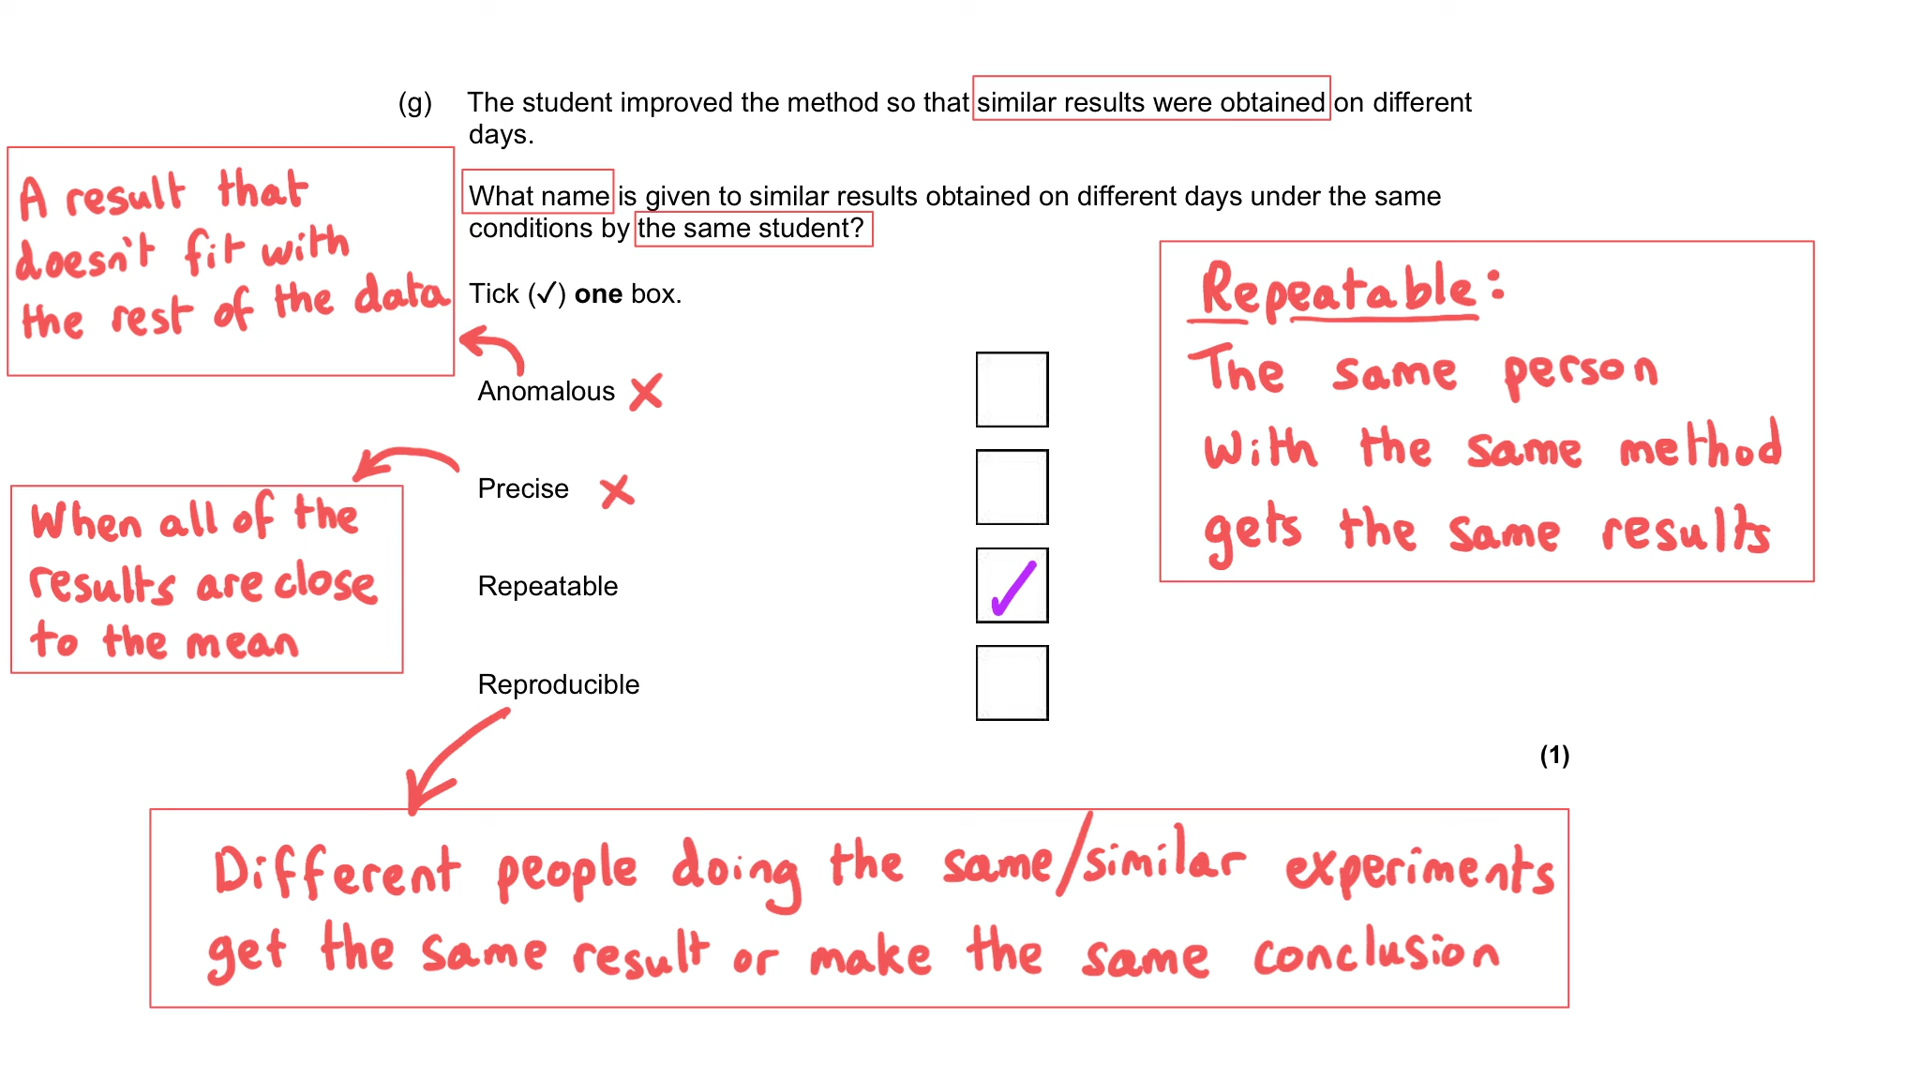 (g) The student improved the method so that similar results were obtained on different
days.
What name is given to similar results obtained on different days under the same
conditions by the same student?
Tick (✓) one box.
A result that
doesn't fit with
the rest of the data
Anomalous ✗
Precise ✗
When all of the
results are close
to the mean
Repeatable ✓
Reproducible
Repeatable:
The same person
with the same method
gets the same results
(1)
Different people doing the same/similar experiments
get the same result or make the same conclusion